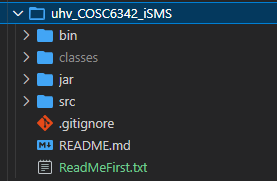 uhv_COSC6342_iSMS
bin
classes
jar
src
.gitignore
README.md
ReadMeFirst.txt